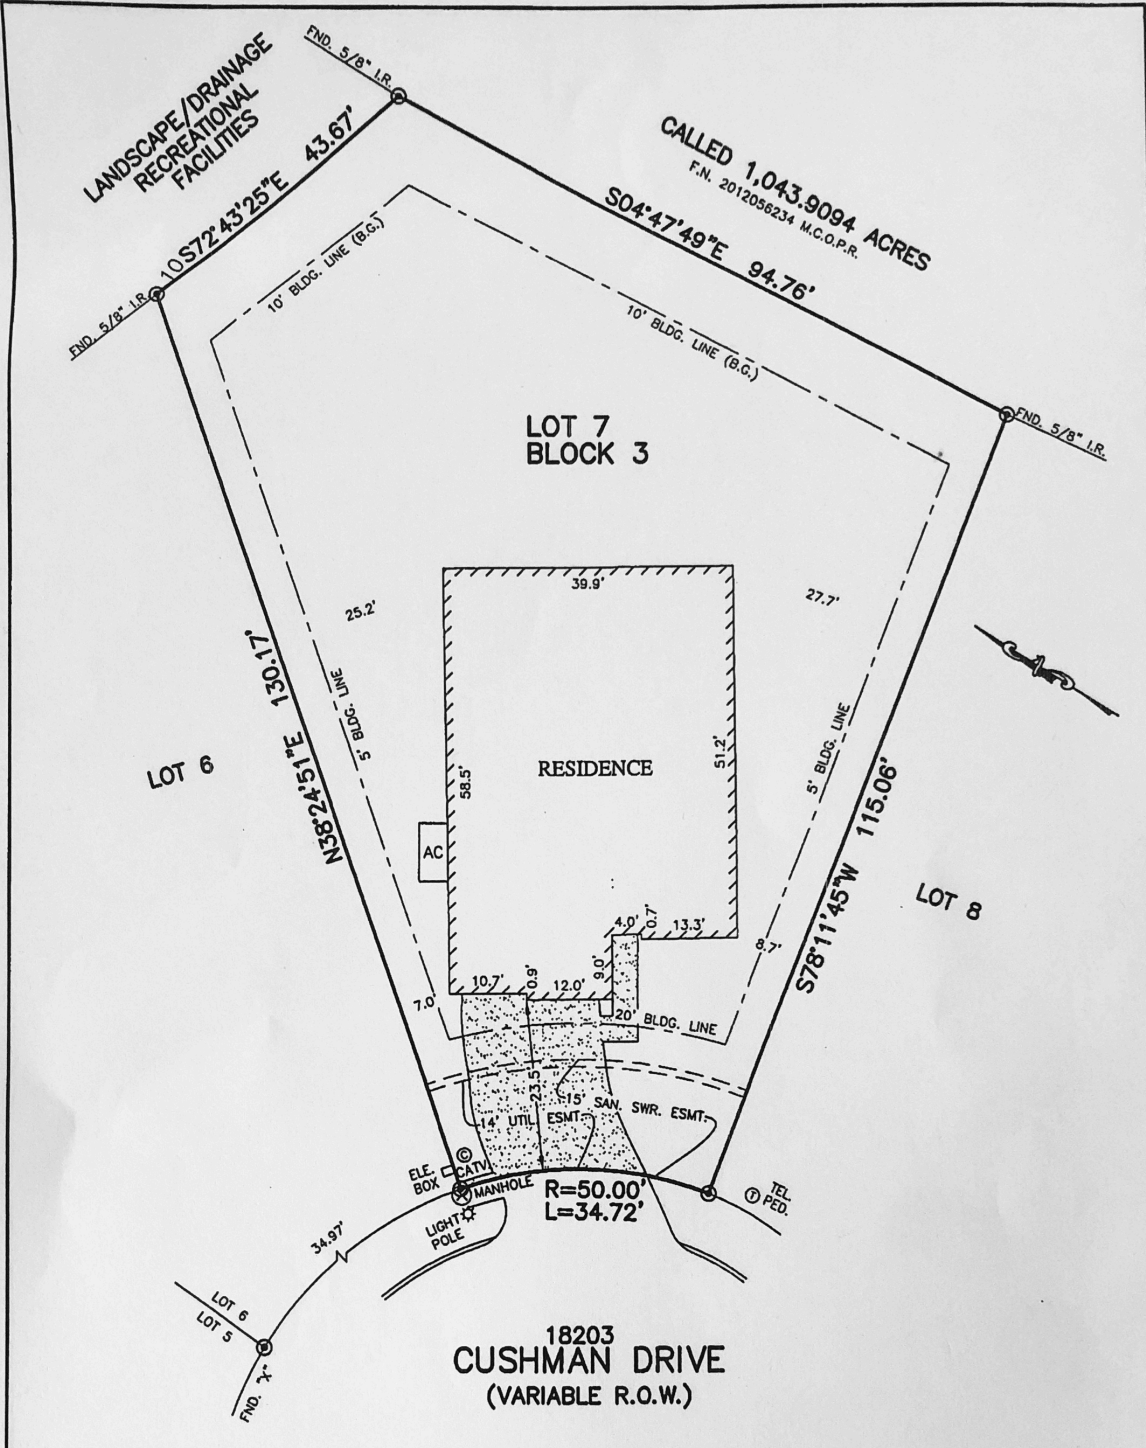 FND. 5/8" I.R.
LANDSCAPE/DRAINAGE
RECREATIONAL
FACILITIES
43.67'
10S72°43'25"E
CALLED 1,043.9094 ACRES
F.N. 2012056234 M.C.O.P.R.
S04°47'49"E 94.76'
FND. 5/8" I.R.
10' BLDG. LINE (B.G.)
10' BLDG. LINE (B.G.)
FND. 5/8" I.R.
LOT 7
BLOCK 3
39.9'
25.2'
27.7'
N38°24'51"E 130.17'
5' BLDG. LINE
58.5'
RESIDENCE
51.2'
5' BLDG. LINE
S78°11'45"W 115.06'
LOT 6
AC
LOT 8
4.0'
0.7'
13.3'
8.7'
9.0'
10.7'
0.9'
12.0'
7.0'
20' BLDG. LINE
23.5'
15' SAN. SWR. ESMT.
14' UTIL. ESMT.
ELE.
BOX
C
CATV
MANHOLE
R=50.00'
L=34.72'
T
TEL.
PED.
LIGHT
POLE
34.97'
LOT 6
LOT 5
FND. "X"
18203
CUSHMAN DRIVE
(VARIABLE R.O.W.)